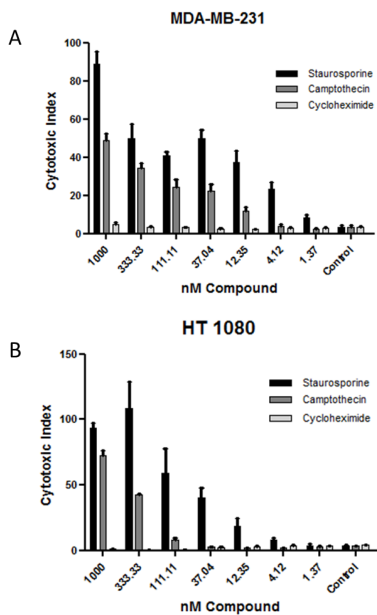 A
MDA-MB-231
100
80
60
40
20
0
Cytotoxic Index
Staurosporine
Camptothecin
Cycloheximide
1000
333.33
111.11
37.04
12.35
4.12
1.37
Control
nM Compound
B
HT 1080
150
100
50
0
Cytotoxic Index
Staurosporine
Camptothecin
Cycloheximide
1000
333.33
111.11
37.04
12.35
4.12
1.37
Control
nM Compound